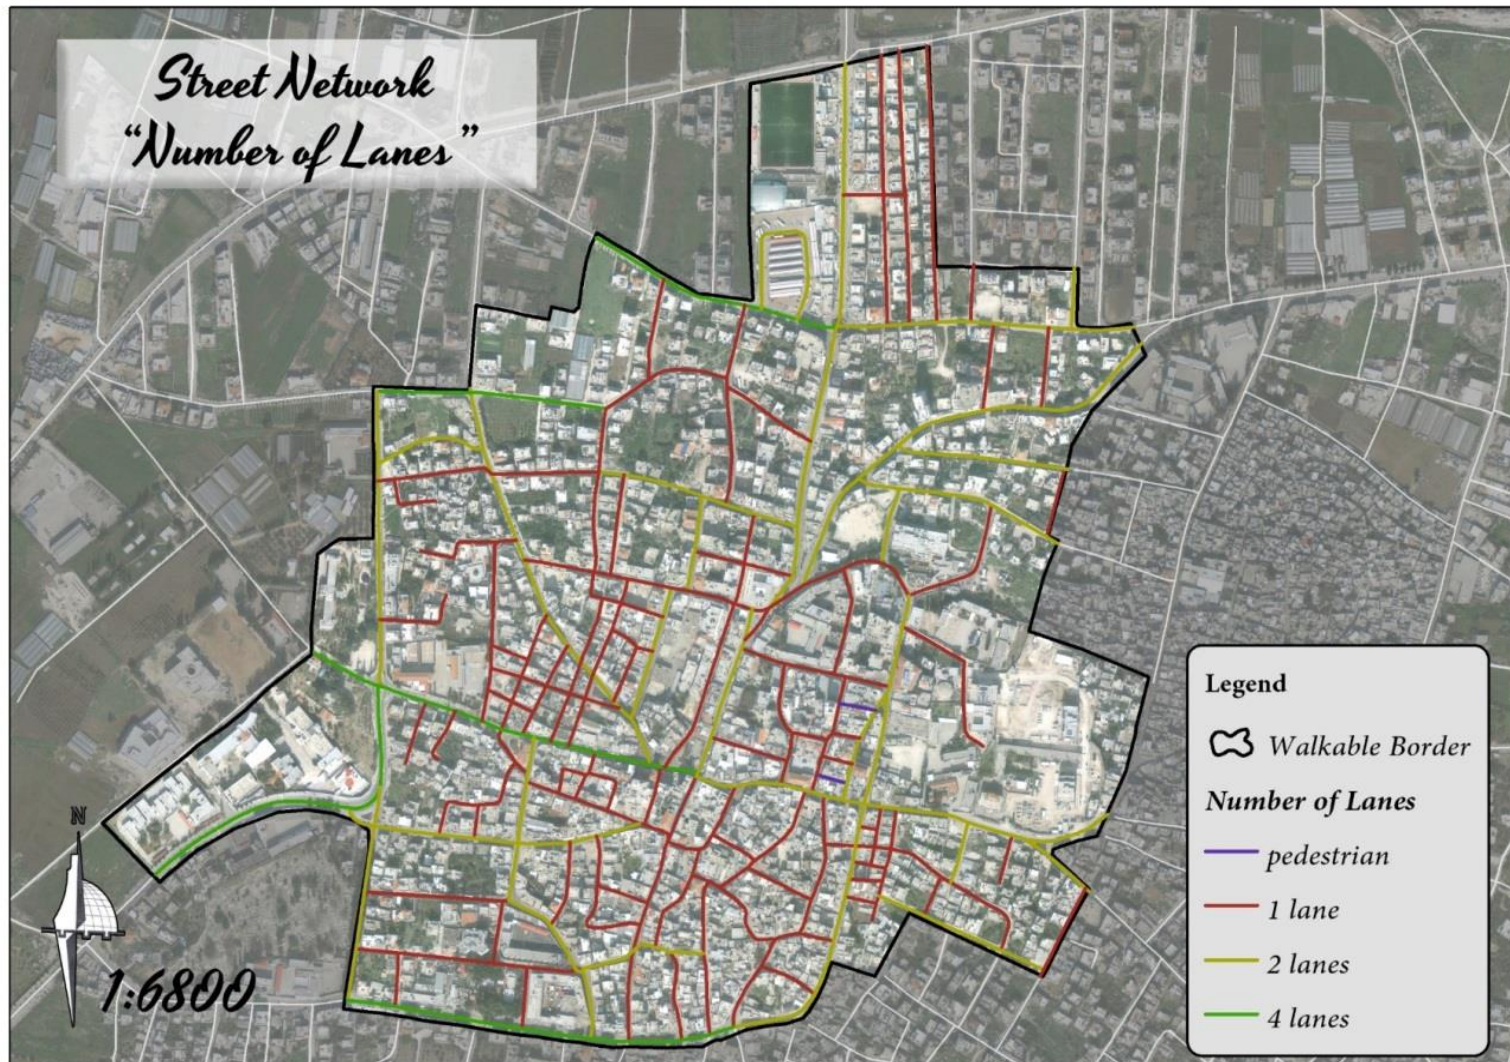 Street Network
“Number of Lanes”
N
1:6800
Legend
Walkable Border
Number of Lanes
pedestrian
1 lane
2 lanes
4 lanes